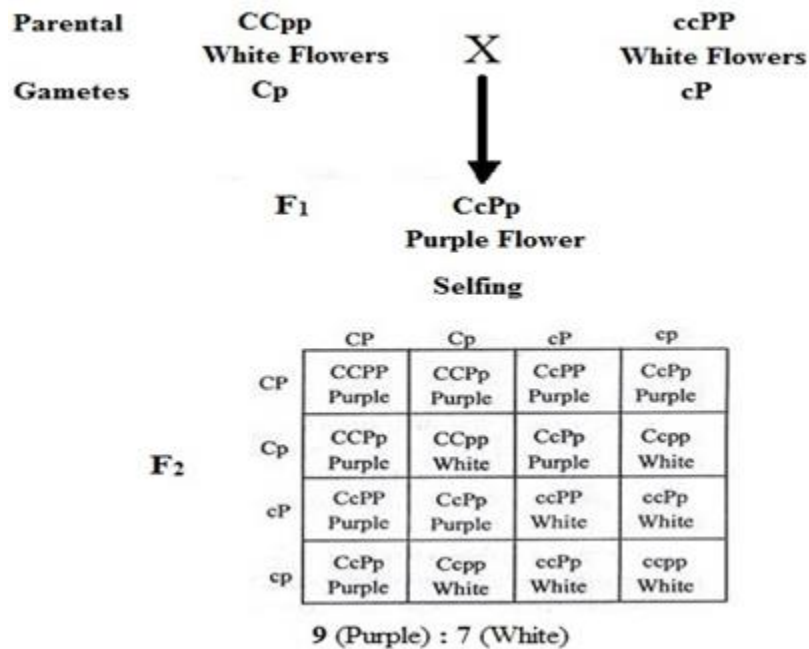 Parental CCpp X ccPP
White Flowers White Flowers
Gametes Cp cP
F1 CcPp
Purple Flower
Selfing
CP Cp cP cp
CP CCPP CCPp CcPP CcPp
Purple Purple Purple Purple
Cp CCPp CCpp CcPp Ccpp
Purple White Purple White
F2
cP CcPP CcPp ccPP ccPp
Purple Purple White White
cp CcPp Ccpp ccPp ccpp
Purple White White White
9 (Purple) : 7 (White)